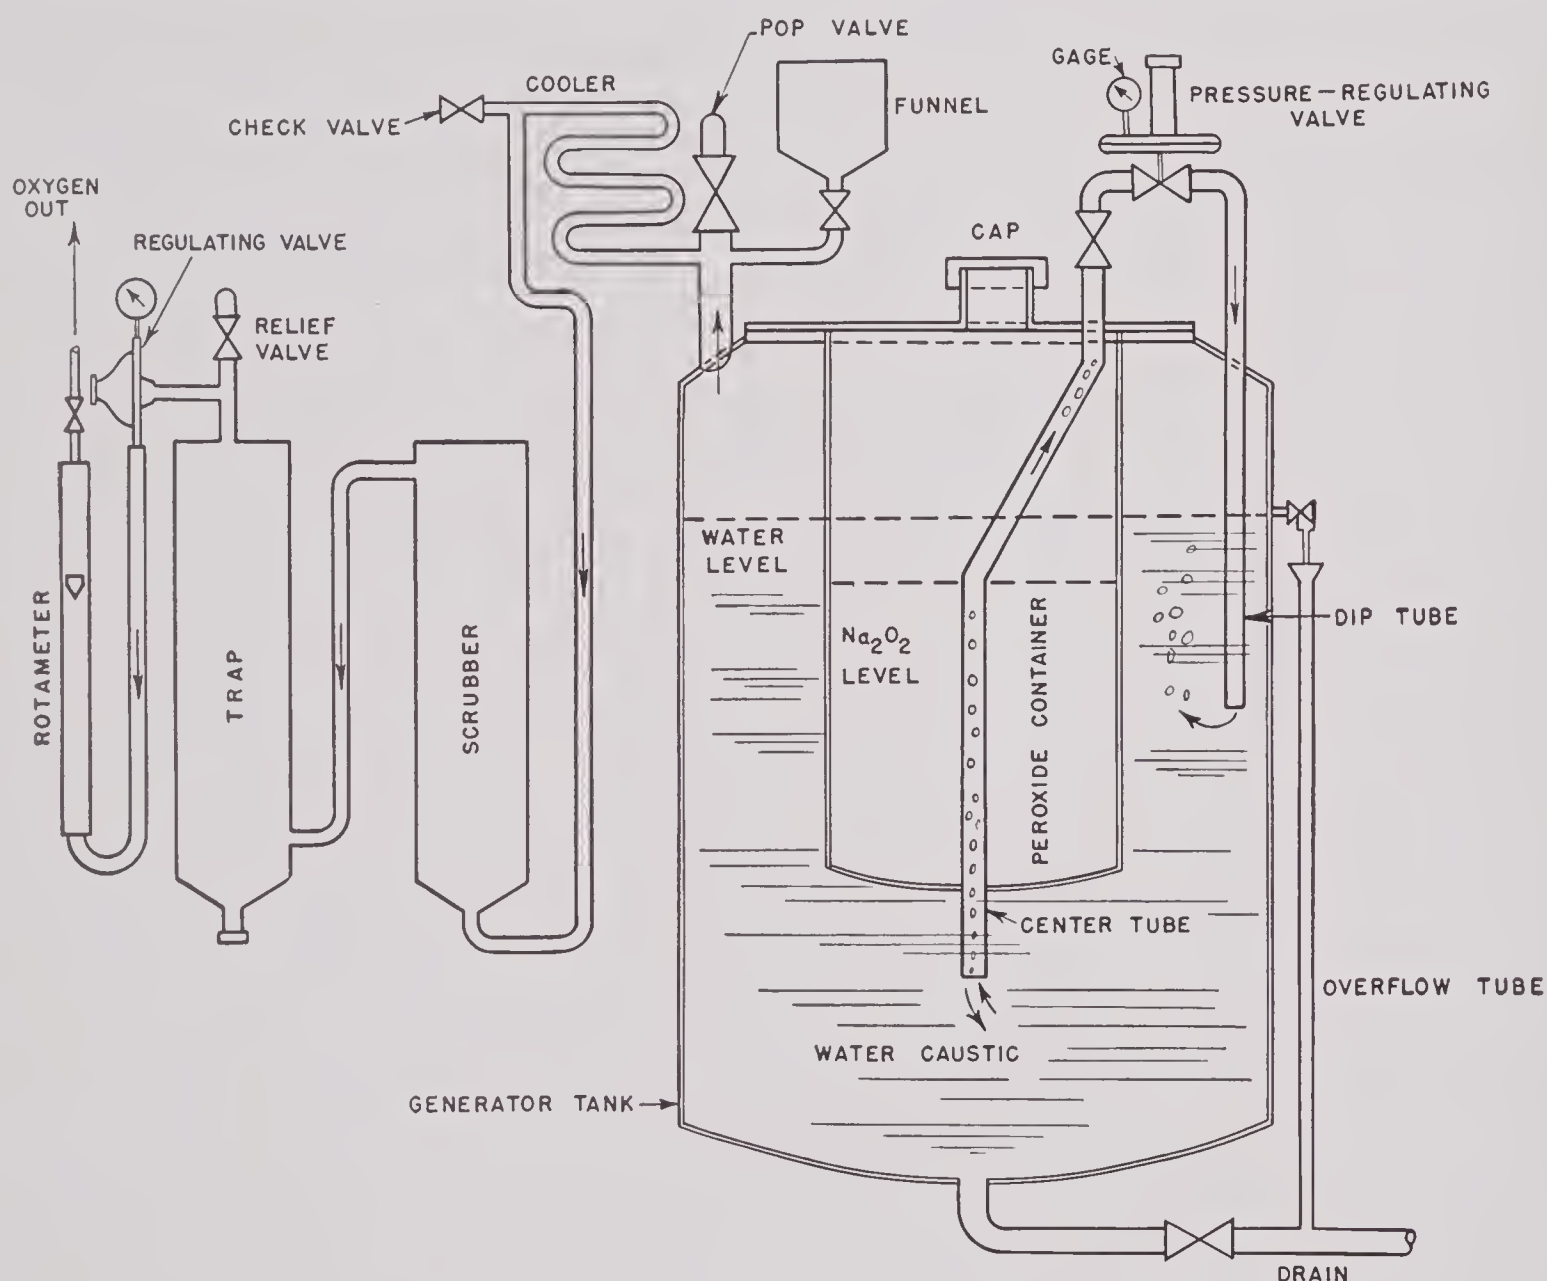 POP VALVE
GAGE
COOLER
FUNNEL
PRESSURE-REGULATING
VALVE
CHECK VALVE
OXYGEN
OUT
REGULATING VALVE
CAP
RELIEF
VALVE
WATER
LEVEL
Na2O2
LEVEL
PEROXIDE CONTAINER
DIP TUBE
ROTAMETER
TRAP
SCRUBBER
CENTER TUBE
OVERFLOW TUBE
WATER CAUSTIC
GENERATOR TANK
DRAIN